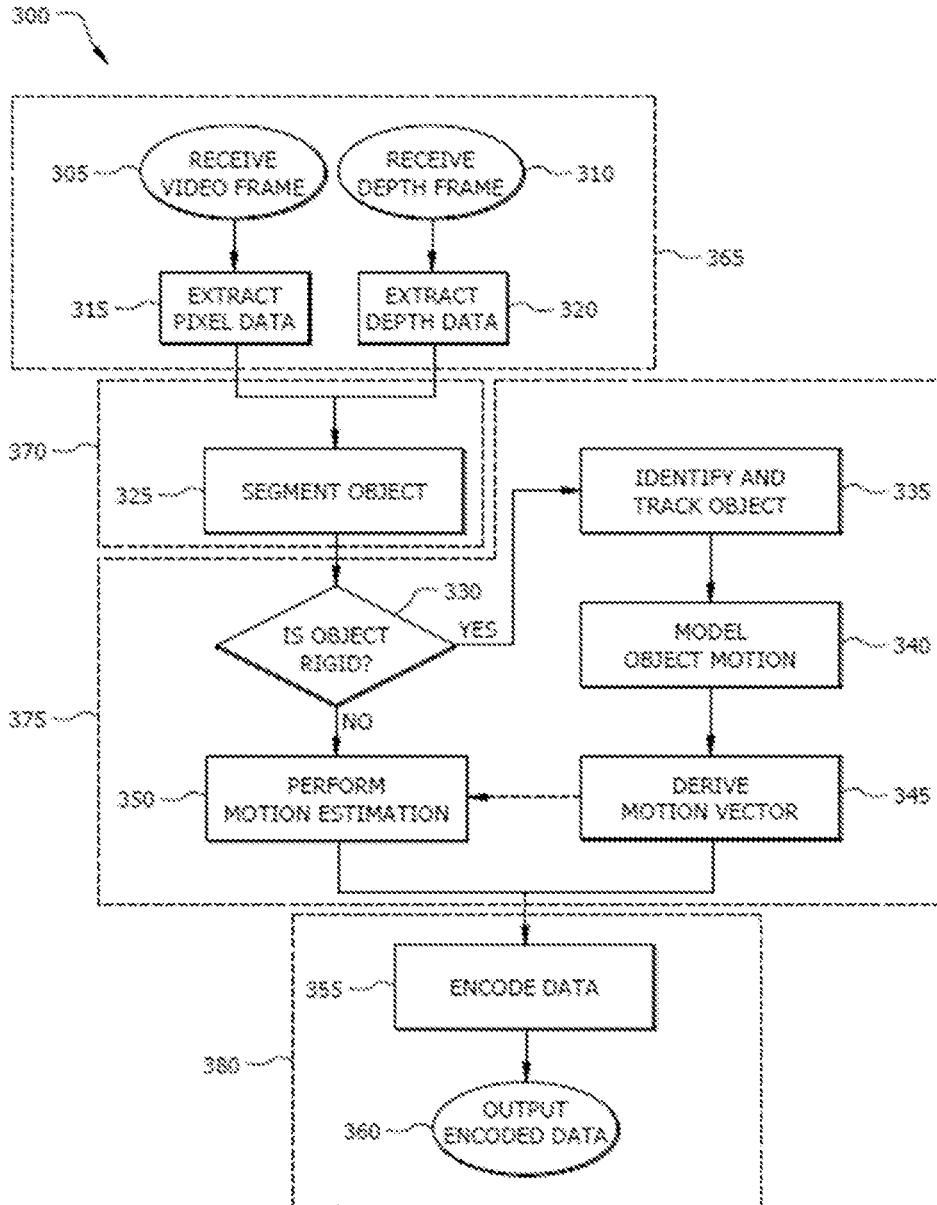 300
305
RECEIVE
VIDEO FRAME
RECEIVE
DEPTH FRAME
310
315
EXTRACT
PIXEL DATA
EXTRACT
DEPTH DATA
320
365
370
325
SEGMENT OBJECT
IDENTIFY AND
TRACK OBJECT
335
330
IS OBJECT
RIGID?
YES
NO
MODEL
OBJECT MOTION
340
375
350
PERFORM
MOTION ESTIMATION
DERIVE
MOTION VECTOR
345
355
ENCODE DATA
380
360
OUTPUT
ENCODED DATA